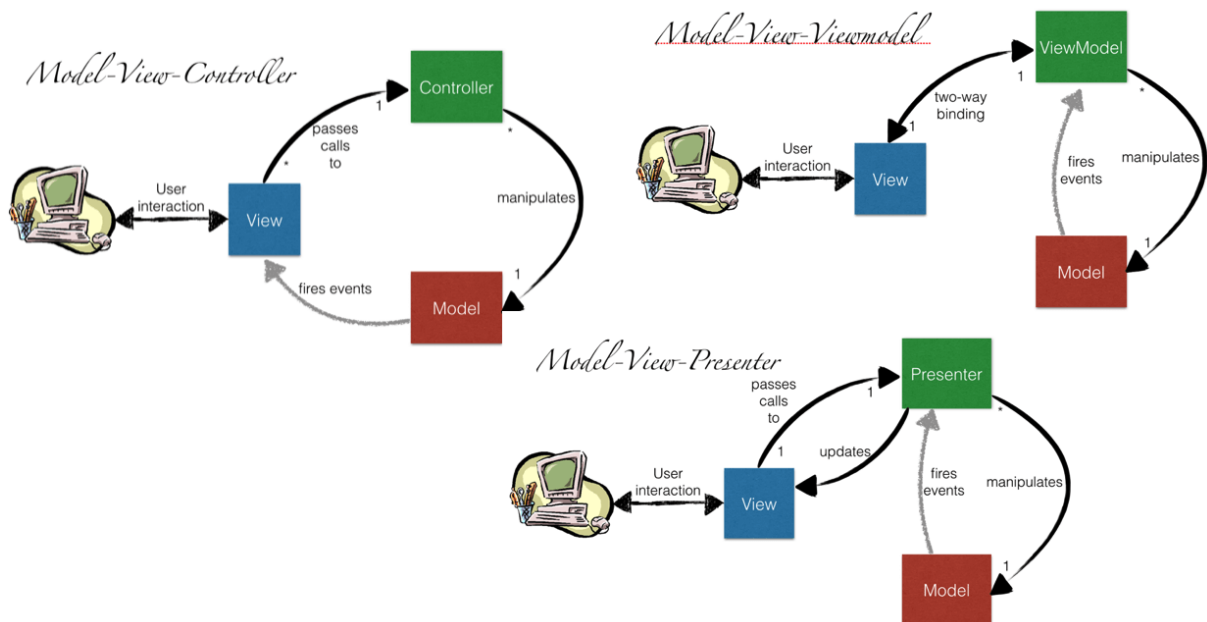 Model-View-Controller
Controller
1
passes
calls
to
*
*
User
interaction
View
manipulates
1
fires events
Model
Model-View-Viewmodel
ViewModel
1
*
two-way
binding
1
User
interaction
View
fires
events
manipulates
Model
1
Model-View-Presenter
Presenter
passes
calls
to
1
*
updates
1
User
interaction
View
fires
events
manipulates
1
Model